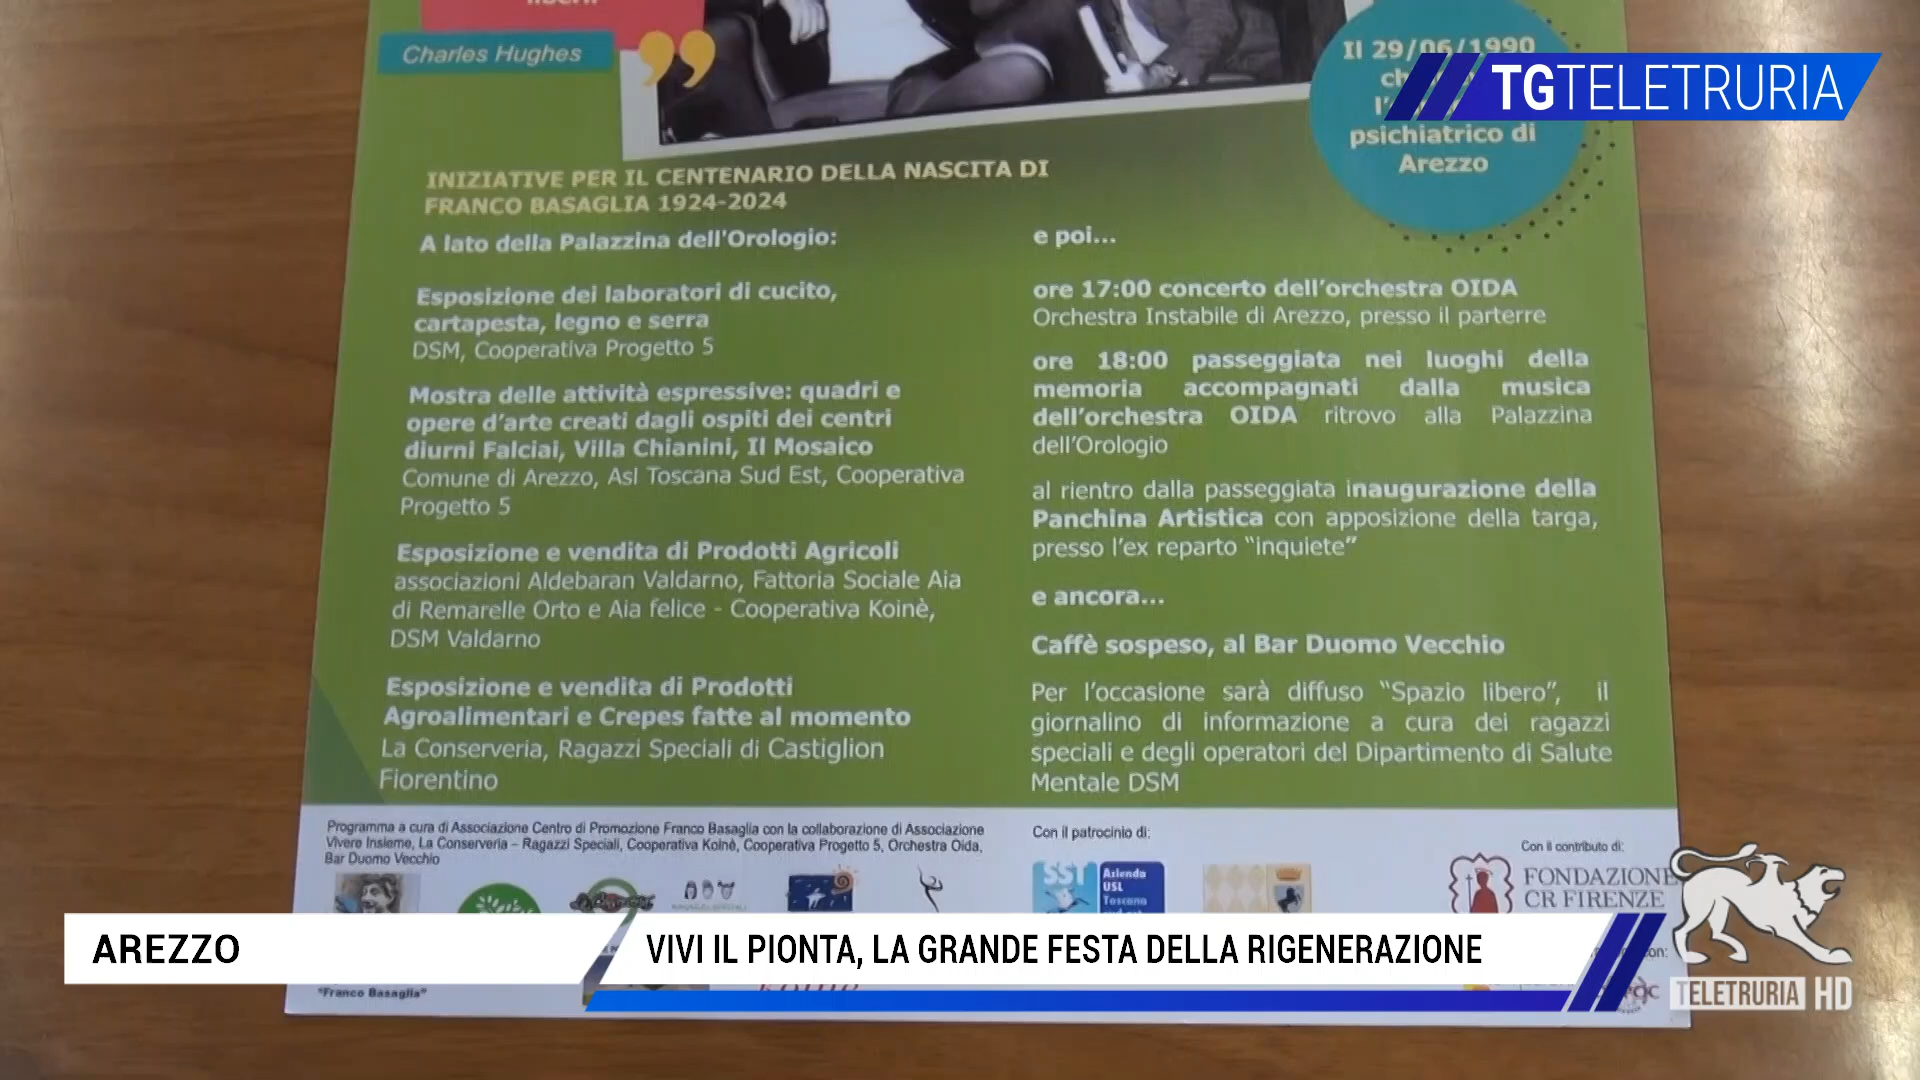 Charles Hughes
”
Il 29/06/1990
psichiatrico di
Arezzo
TGTELETRURIA
INIZIATIVE PER IL CENTENARIO DELLA NASCITA DI
FRANCO BASAGLIA 1924-2024
A lato della Palazzina dell'Orologio:
Esposizione dei laboratori di cucito,
cartapesta, legno e serra
DSM, Cooperativa Progetto 5
Mostra delle attività espressive: quadri e
opere d’arte creati dagli ospiti dei centri
diurni Falciai, Villa Chianini, Il Mosaico
Comune di Arezzo, Asl Toscana Sud Est, Cooperativa
Progetto 5
Esposizione e vendita di Prodotti Agricoli
associazioni Aldebaran Valdarno, Fattoria Sociale Aia
di Remarelle Orto e Aia felice - Cooperativa Koinè,
DSM Valdarno
Esposizione e vendita di Prodotti
Agroalimentari e Crepes fatte al momento
La Conserveria, Ragazzi Speciali di Castiglion
Fiorentino
e poi...
ore 17:00 concerto dell’orchestra OIDA
Orchestra Instabile di Arezzo, presso il parterre
ore 18:00 passeggiata nei luoghi della
memoria accompagnati dalla musica
dell’orchestra OIDA ritrovo alla Palazzina
dell’Orologio
al rientro dalla passeggiata inaugurazione della
Panchina Artistica con apposizione della targa,
presso l’ex reparto “inquiete”
e ancora...
Caffè sospeso, al Bar Duomo Vecchio
Per l’occasione sarà diffuso “Spazio libero”, il
giornalino di informazione a cura dei ragazzi
speciali e degli operatori del Dipartimento di Salute
Mentale DSM
Programma a cura di Associazione Centro di Promozione Franco Basaglia con la collaborazione di Associazione
Vivere Insieme, La Conserveria – Ragazzi Speciali, Cooperativa Koinè, Cooperativa Progetto 5, Orchestra Oida,
Bar Duomo Vecchio
Con il patrocinio di:
SST Azienda
USL
Toscana
Con il contributo di:
FONDAZIONE
CR FIRENZE
AREZZO
VIVI IL PIONTA, LA GRANDE FESTA DELLA RIGENERAZIONE
"Franco Basaglia"
TELETRURIA HD